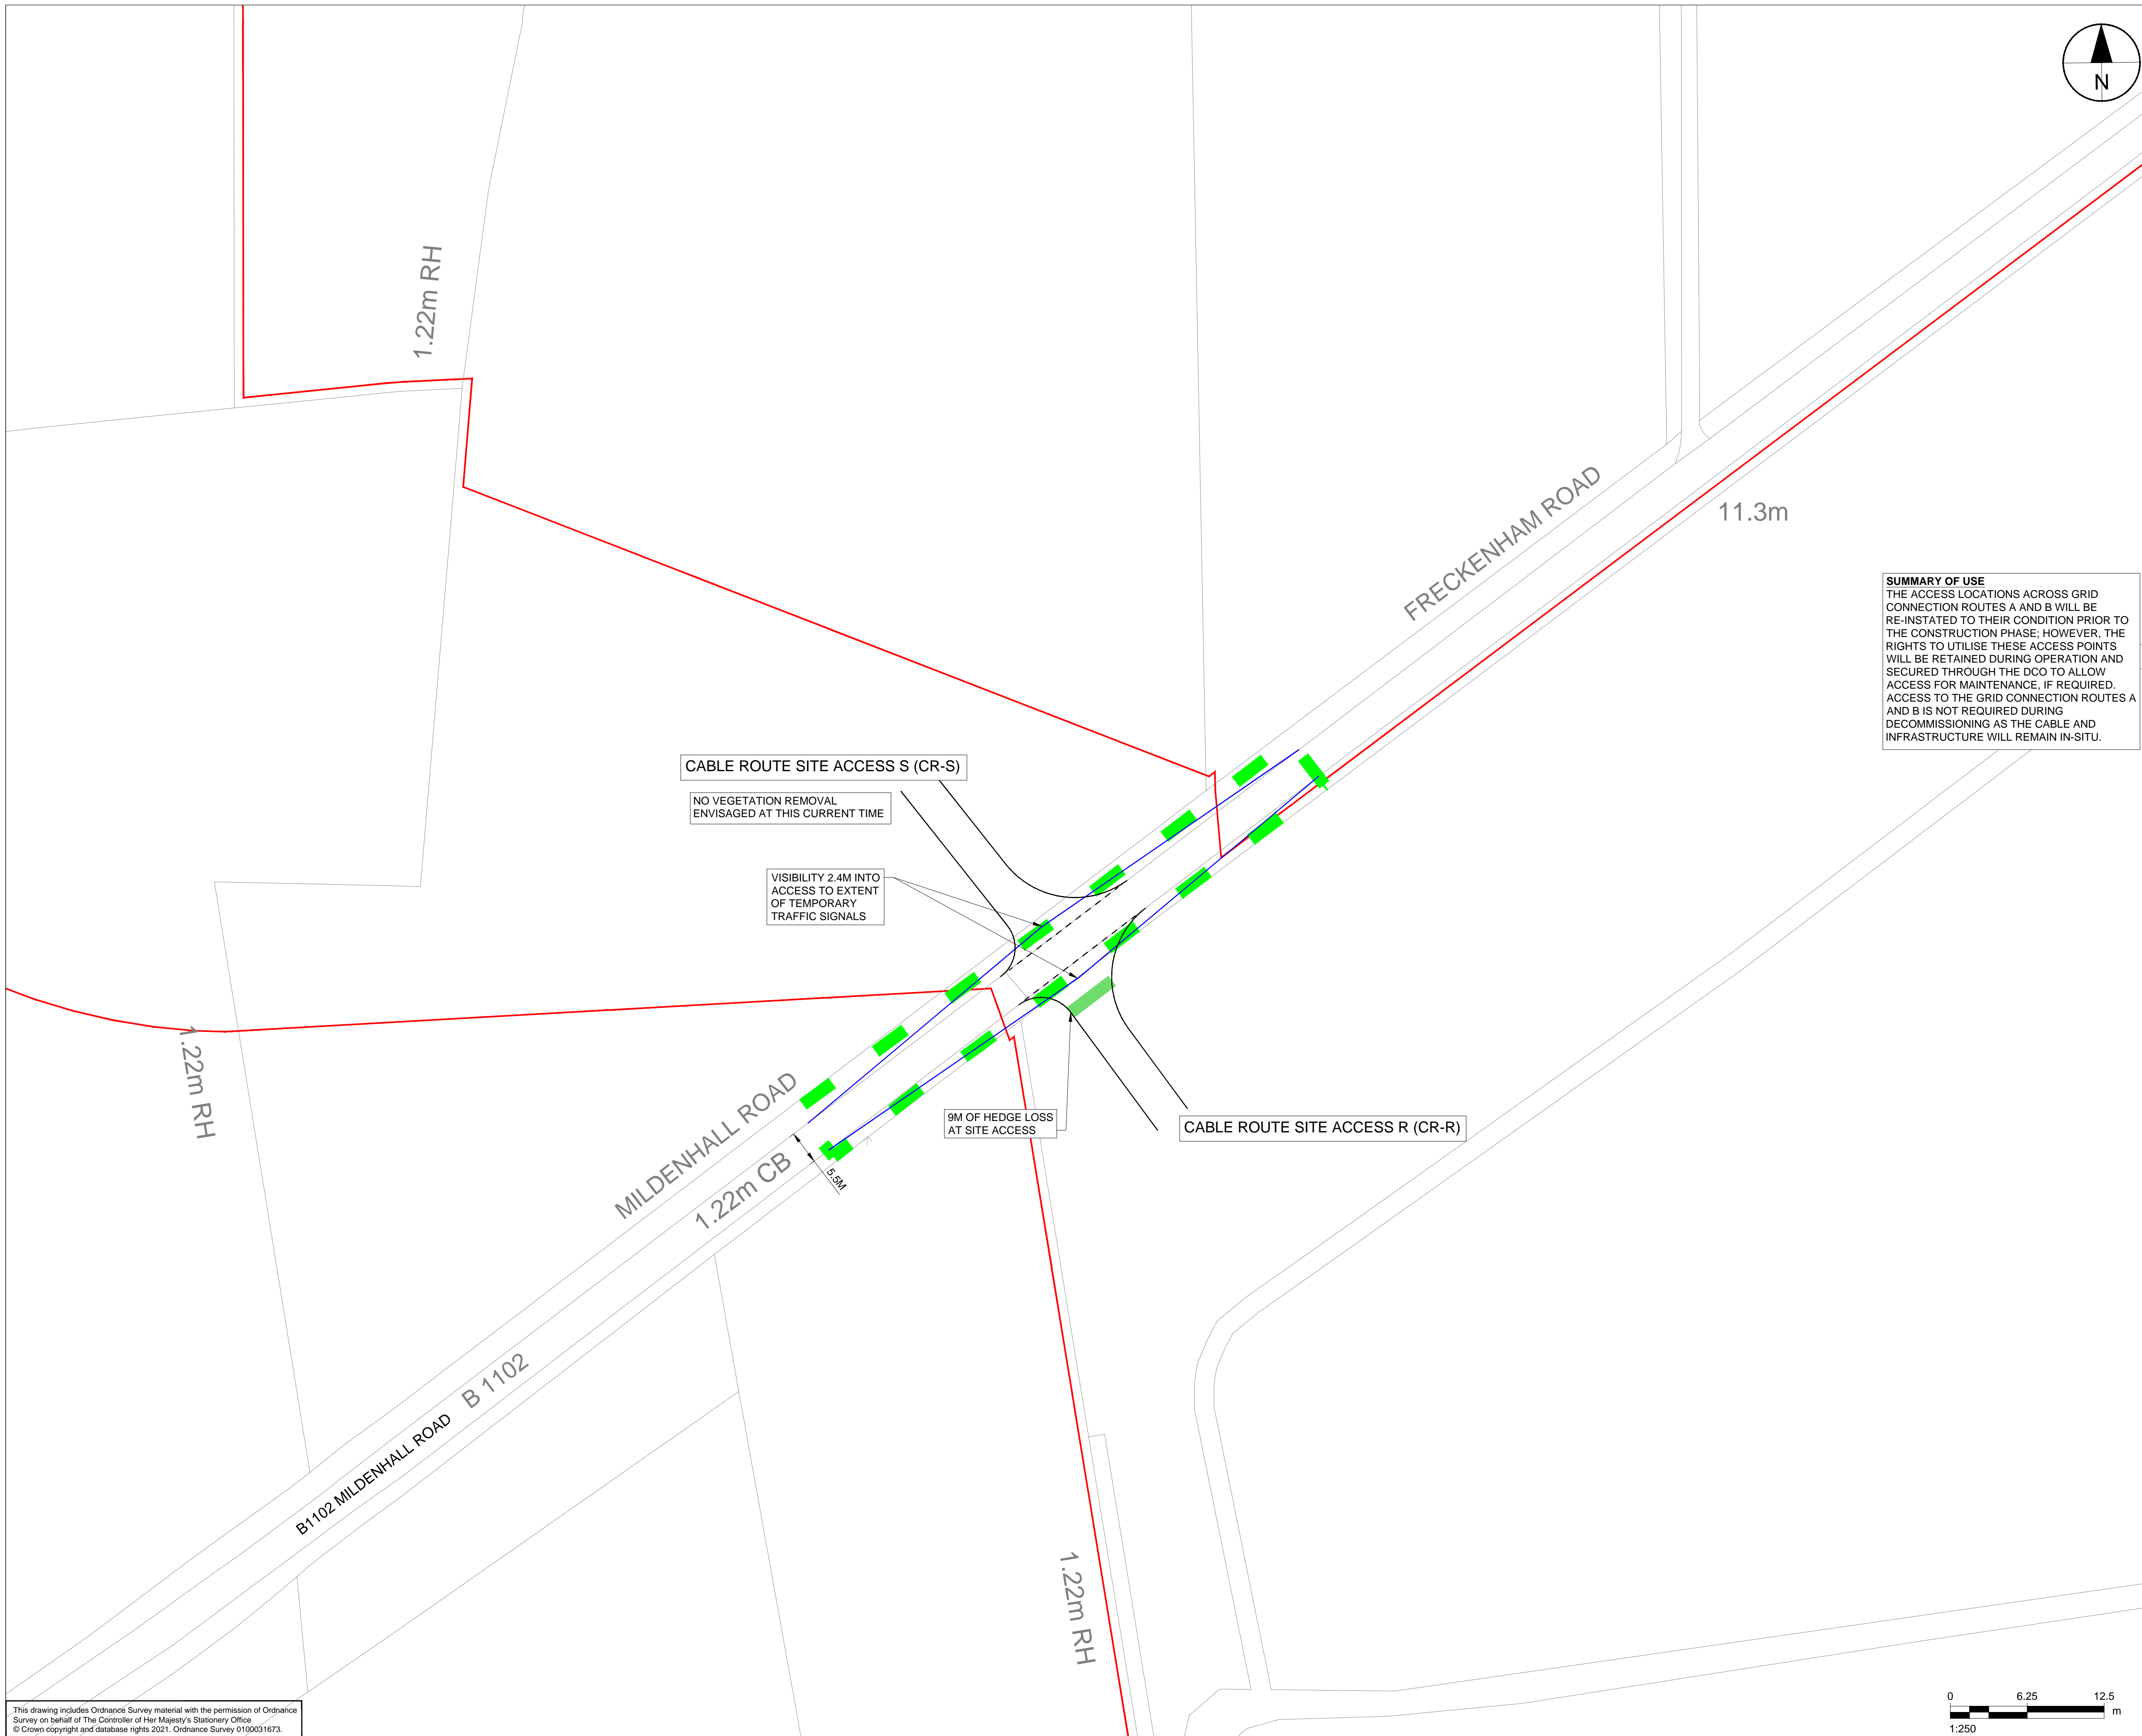 N
1.22m RH
FRECKENHAM ROAD
11.3m
SUMMARY OF USE
THE ACCESS LOCATIONS ACROSS GRID
CONNECTION ROUTES A AND B WILL BE
RE-INSTATED TO THEIR CONDITION PRIOR TO
THE CONSTRUCTION PHASE; HOWEVER, THE
RIGHTS TO UTILISE THESE ACCESS POINTS
WILL BE RETAINED DURING OPERATION AND
SECURED THROUGH THE DCO TO ALLOW
ACCESS FOR MAINTENANCE, IF REQUIRED.
ACCESS TO THE GRID CONNECTION ROUTES A
AND B IS NOT REQUIRED DURING
DECOMMISSIONING AS THE CABLE AND
INFRASTRUCTURE WILL REMAIN IN-SITU.
CABLE ROUTE SITE ACCESS S (CR-S)
NO VEGETATION REMOVAL
ENVISAGED AT THIS CURRENT TIME
VISIBILITY 2.4M INTO
ACCESS TO EXTENT
OF TEMPORARY
TRAFFIC SIGNALS
1.22m RH
MILDENHALL ROAD
9M OF HEDGE LOSS
AT SITE ACCESS
CABLE ROUTE SITE ACCESS R (CR-R)
1.22m CB
5.5M
B 1102
B1102 MILDENHALL ROAD
1.22m RH
This drawing includes Ordnance Survey material with the permission of Ordnance
Survey on behalf of The Controller of Her Majesty's Stationery Office
© Crown copyright and database rights 2021. Ordnance Survey 0100031673.
0 6.25 12.5
m
1:250